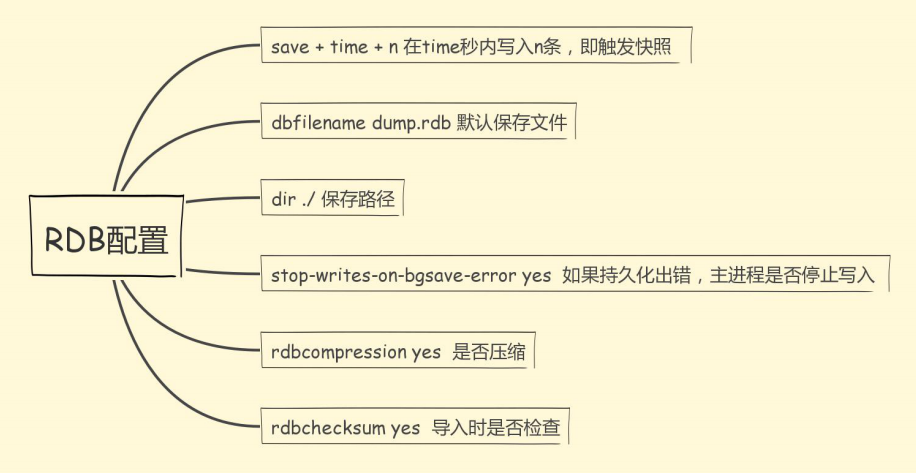 save + time + n 在time秒内写入n条，即触发快照
dbfilename dump.rdb 默认保存文件
dir ./ 保存路径
RDB配置
stop-writes-on-bgsave-error yes  如果持久化出错，主进程是否停止写入
rdbcompression yes  是否压缩
rdbchecksum yes  导入时是否检查